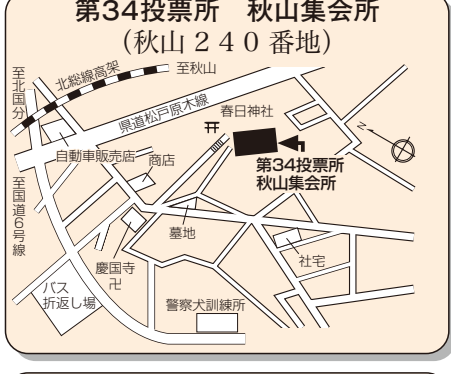 第34投票所 秋山集会所
(秋山240番地)
至北国分
北総線高架
至秋山
県道松戸原木線
春日神社
自動車販売店
商店
第34投票所
秋山集会所
N
至国道6号線
墓地
慶国寺
卍
社宅
バス
折返し場
警察犬訓練所